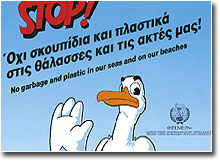 STOP!
Όχι σκουπίδια και πλαστικά
στις θάλασσες και τις ακτές μας!
No garbage and plastic in our seas and on our beaches